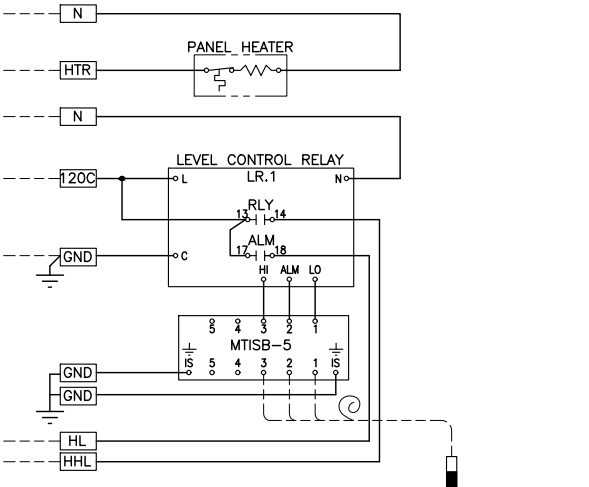 N
PANEL HEATER
HTR
N
LEVEL CONTROL RELAY
120C L LR.1 N
RLY
13 14
ALM
17 18
GND C
HI ALM LO
5 4 3 2 1
MTISB-5
IS 5 4 3 2 1 IS
GND
GND
HL
HHL